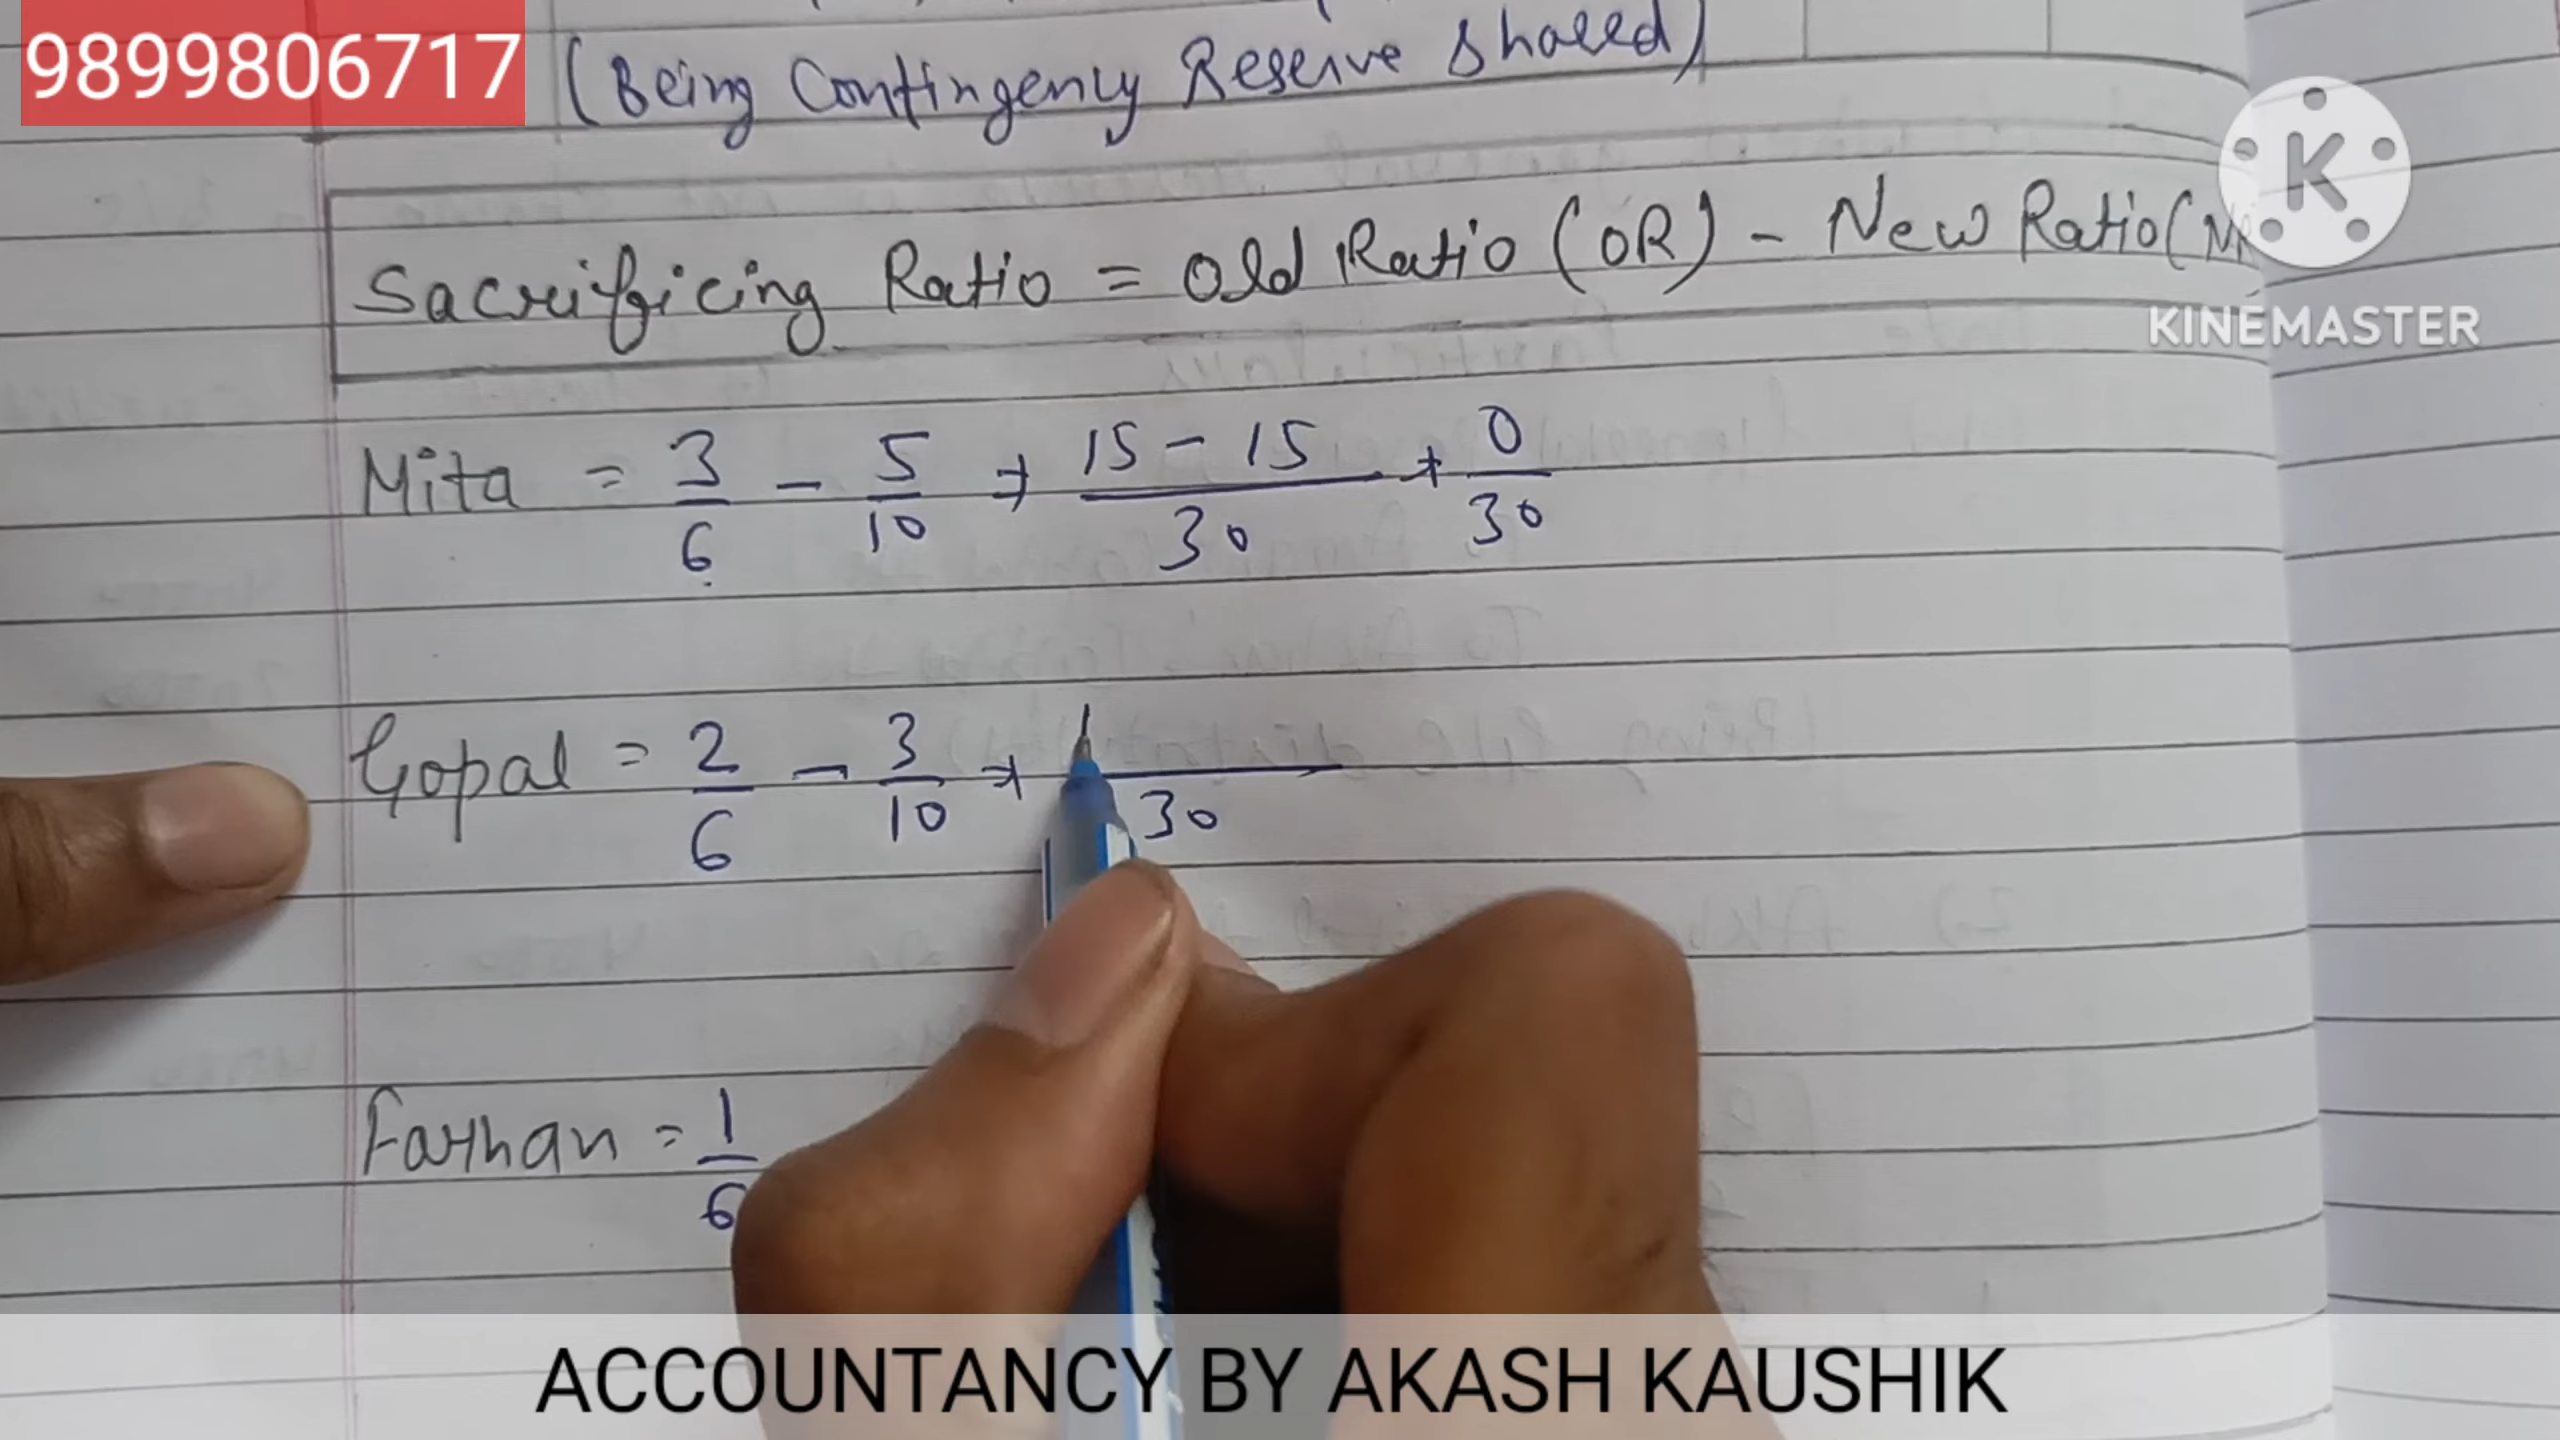 9899806717
(Being Contingency Reserve Shared)
Sacrificing Ratio = Old Ratio (OR) - New Ratio (
K
KINEMASTER
Mita = 3/6 - 5/10 ⇒ 15 - 15/30 ⇒ 0/30
Gopal = 2/6 - 3/10 ⇒ /30
Farhan = 1/6
ACCOUNTANCY BY AKASH KAUSHIK